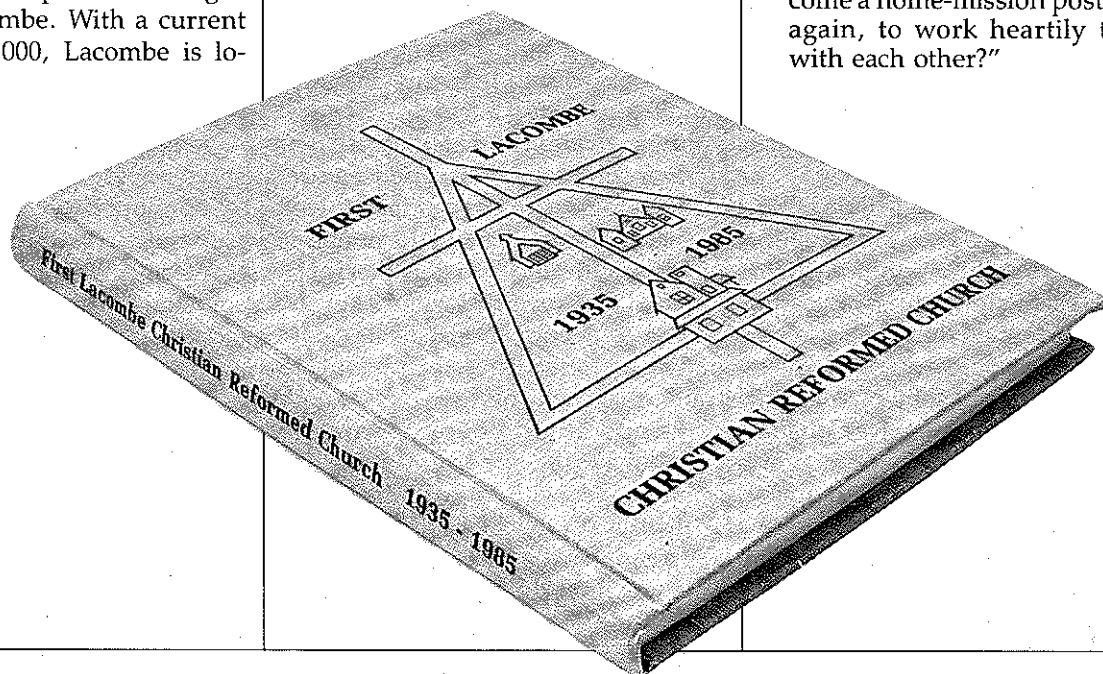 mbe. With a current
000, Lacombe is lo-
FIRST LACOMBE
1935 1985
CHRISTIAN REFORMED CHURCH
First Lacombe Christian Reformed Church 1935 - 1985
come a home-mission post
again, to work heartily t
with each other?"